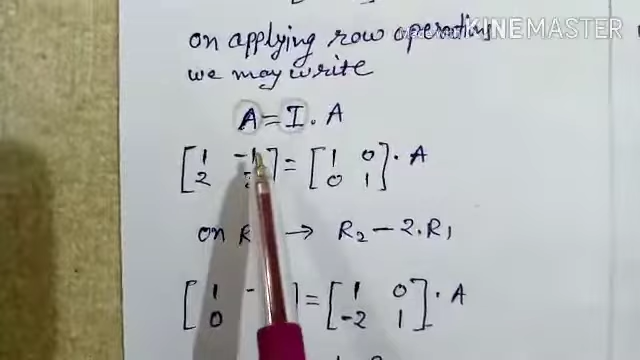 on applying row operations
we may write
A = I . A
[1 -1 2] = [1 0 0 1] . A
on R → R₂ - 2.R₁
[1 - 0] = [1 0 -2 1] . A
KINEMASTER